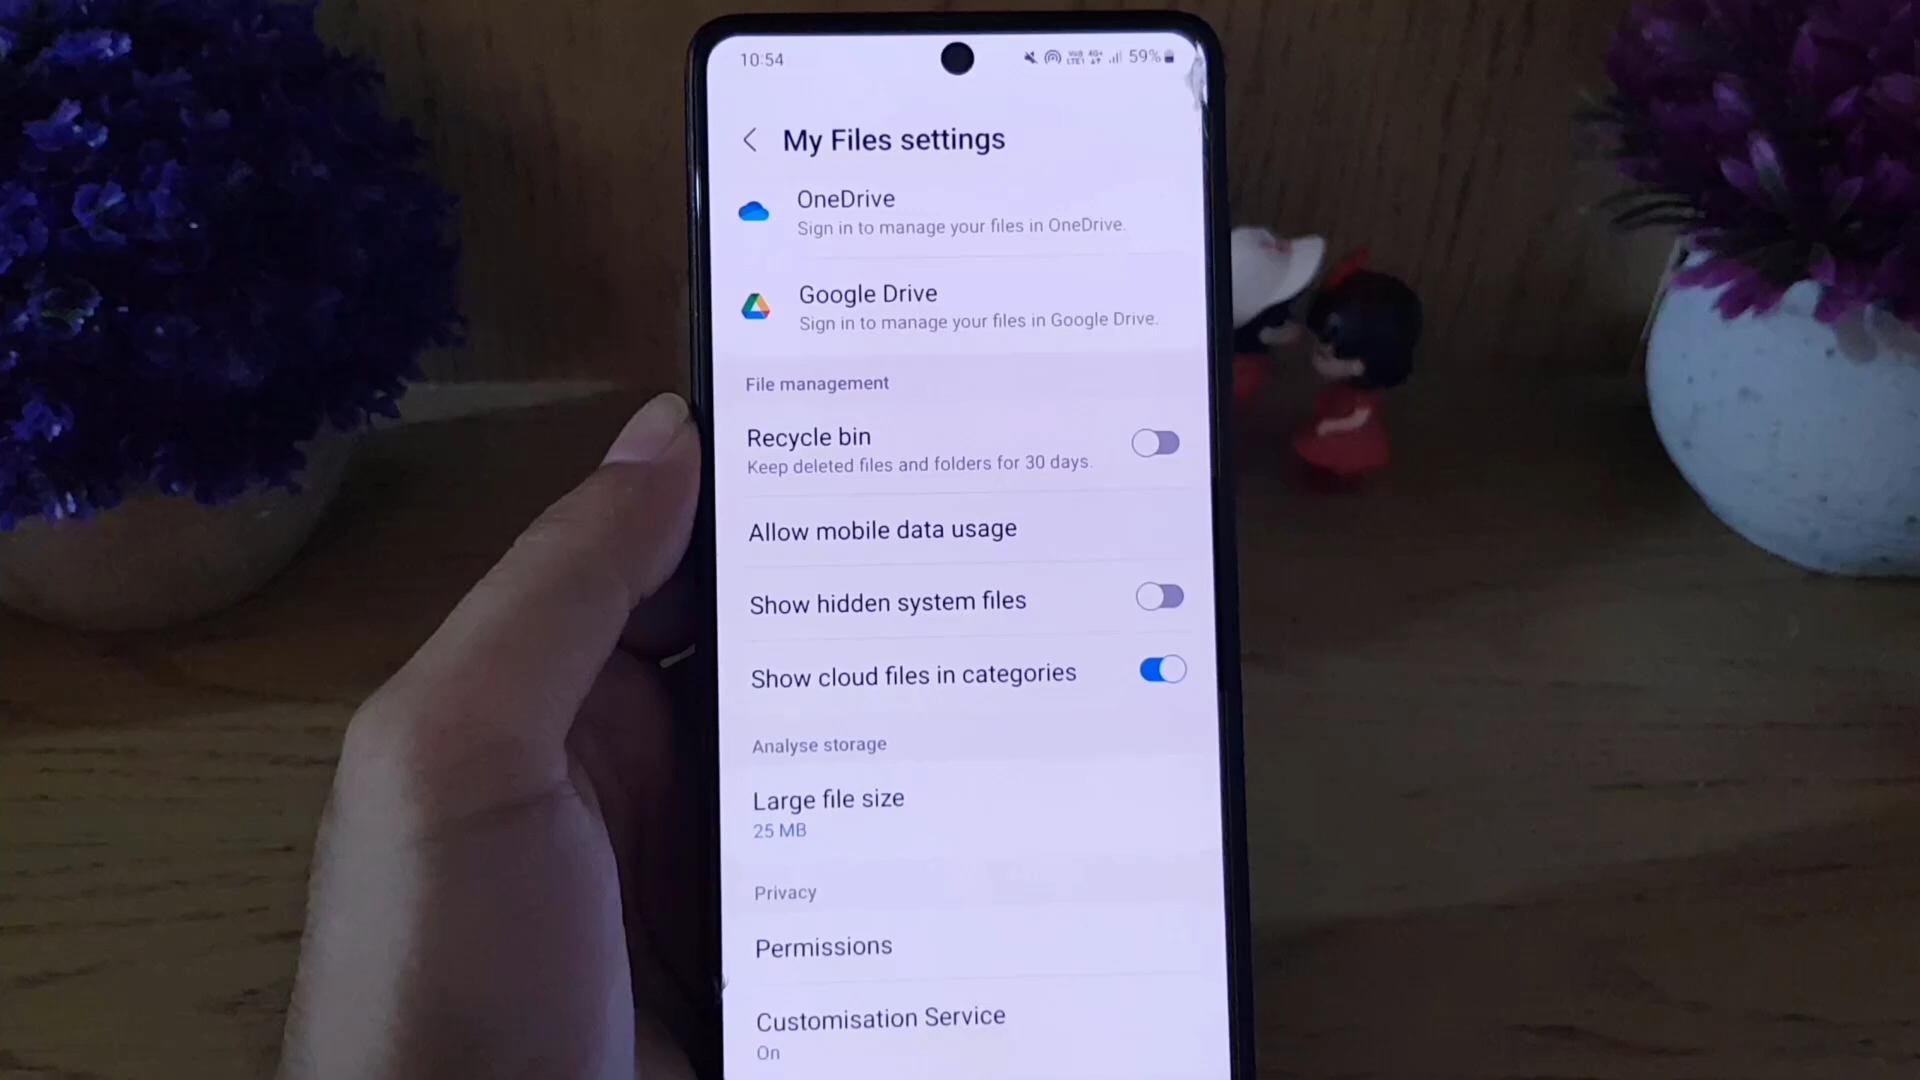 10:54
59%
My Files settings
OneDrive
Sign in to manage your files in OneDrive.
Google Drive
Sign in to manage your files in Google Drive.
File management
Recycle bin
Keep deleted files and folders for 30 days.
Allow mobile data usage
Show hidden system files
Show cloud files in categories
Analyse storage
Large file size
25 MB
Privacy
Permissions
Customisation Service
On